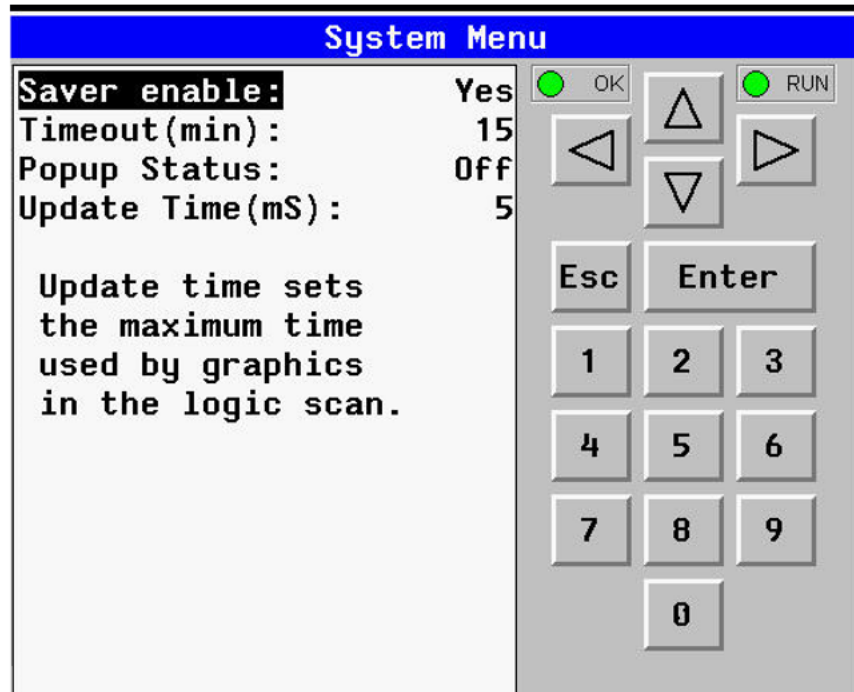 System Menu
Saver enable: Yes
Timeout(min): 15
Popup Status: Off
Update Time(mS): 5
Update time sets
the maximum time
used by graphics
in the logic scan.
OK
RUN
Esc
Enter
1 2 3
4 5 6
7 8 9
0